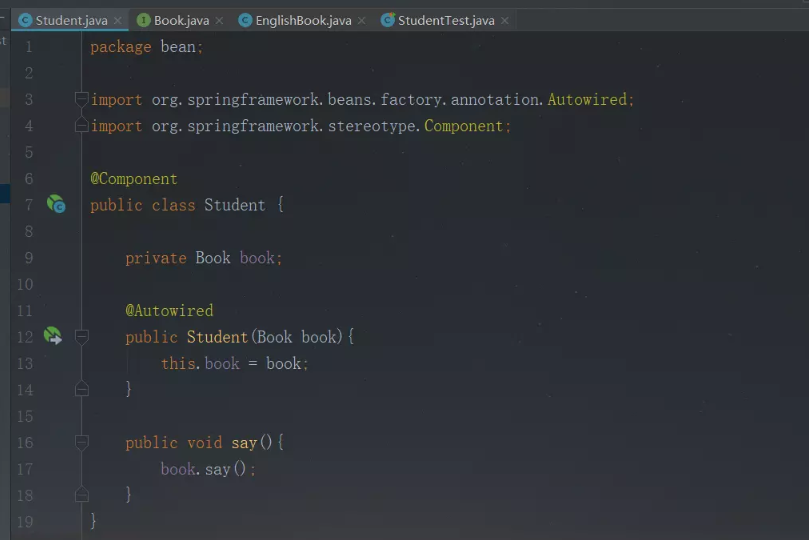 Student.java Book.java EnglishBook.java StudentTest.java
1 package bean;
2
3 import org.springframework.beans.factory.annotation.Autowired;
4 import org.springframework.stereotype.Component;
5
6 @Component
7 public class Student {
8
9 private Book book;
10
11 @Autowired
12 public Student(Book book){
13 this.book = book;
14 }
15
16 public void say(){
17 book.say();
18 }
19 }